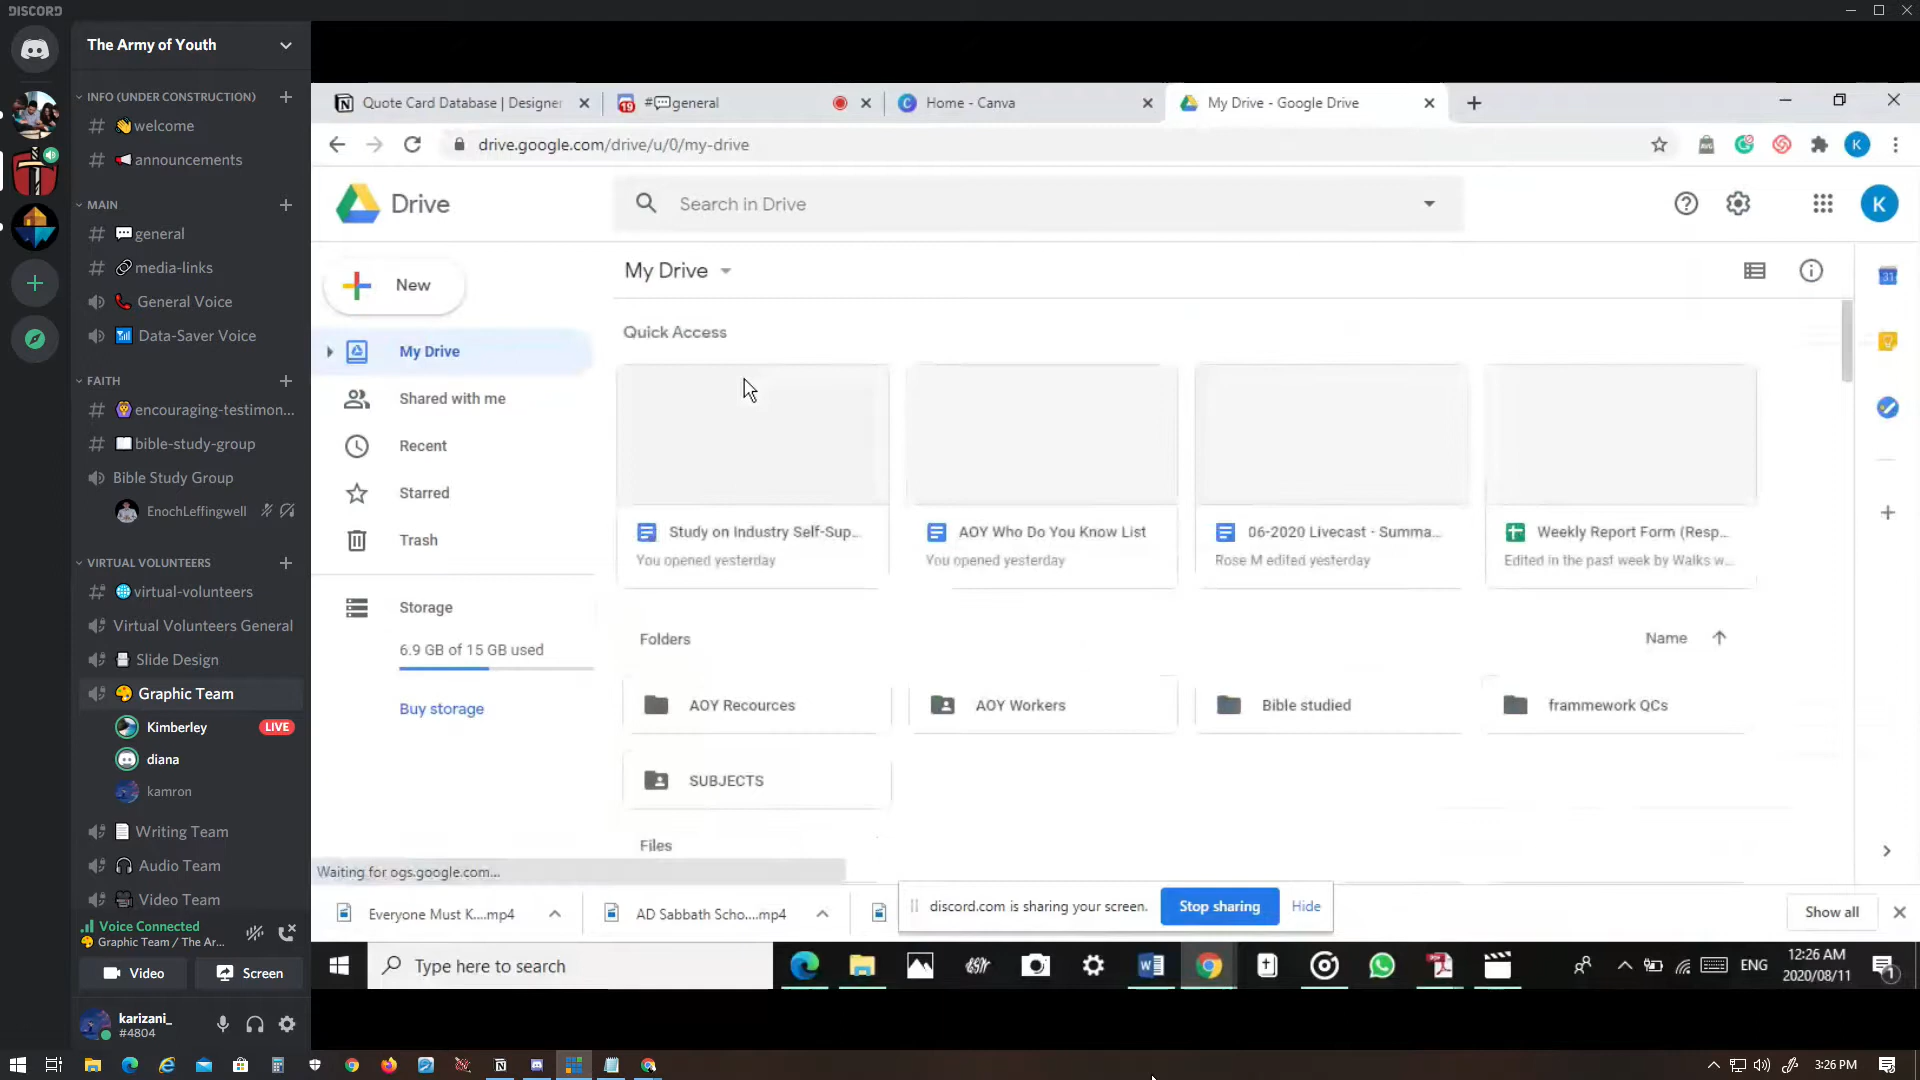 DISCORD
The Army of Youth
INFO (UNDER CONSTRUCTION)
welcome
announcements
MAIN
general
media-links
General Voice
Data-Saver Voice
FAITH
encouraging-testimon...
bible-study-group
Bible Study Group
EnochLeffingwell
VIRTUAL VOLUNTEERS
virtual-volunteers
Virtual Volunteers General
Slide Design
Graphic Team
Kimberley LIVE
diana
kamron
Writing Team
Audio Team
Video Team
Voice Connected
Graphic Team / The Ar...
Video Screen
karizani_
#4804
Quote Card Database | Designer
19 #💬general
Home - Canva
My Drive - Google Drive
drive.google.com/drive/u/0/my-drive
K
Drive
Search in Drive
K
New
My Drive
Shared with me
Recent
Starred
Trash
Storage
6.9 GB of 15 GB used
Buy storage
My Drive
31
Quick Access
Study on Industry Self-Sup...
You opened yesterday
AOY Who Do You Know List
You opened yesterday
06-2020 Livecast - Summa...
Rose M edited yesterday
Weekly Report Form (Resp...
Edited in the past week by Walks w...
Folders Name
AOY Recources
AOY Workers
Bible studied
frammework QCs
SUBJECTS
Files
Waiting for ogs.google.com...
Everyone Must K....mp4
AD Sabbath Scho....mp4
discord.com is sharing your screen.
Stop sharing
Hide
Show all
Type here to search
ENG
12:26 AM
2020/08/11
1
3:26 PM